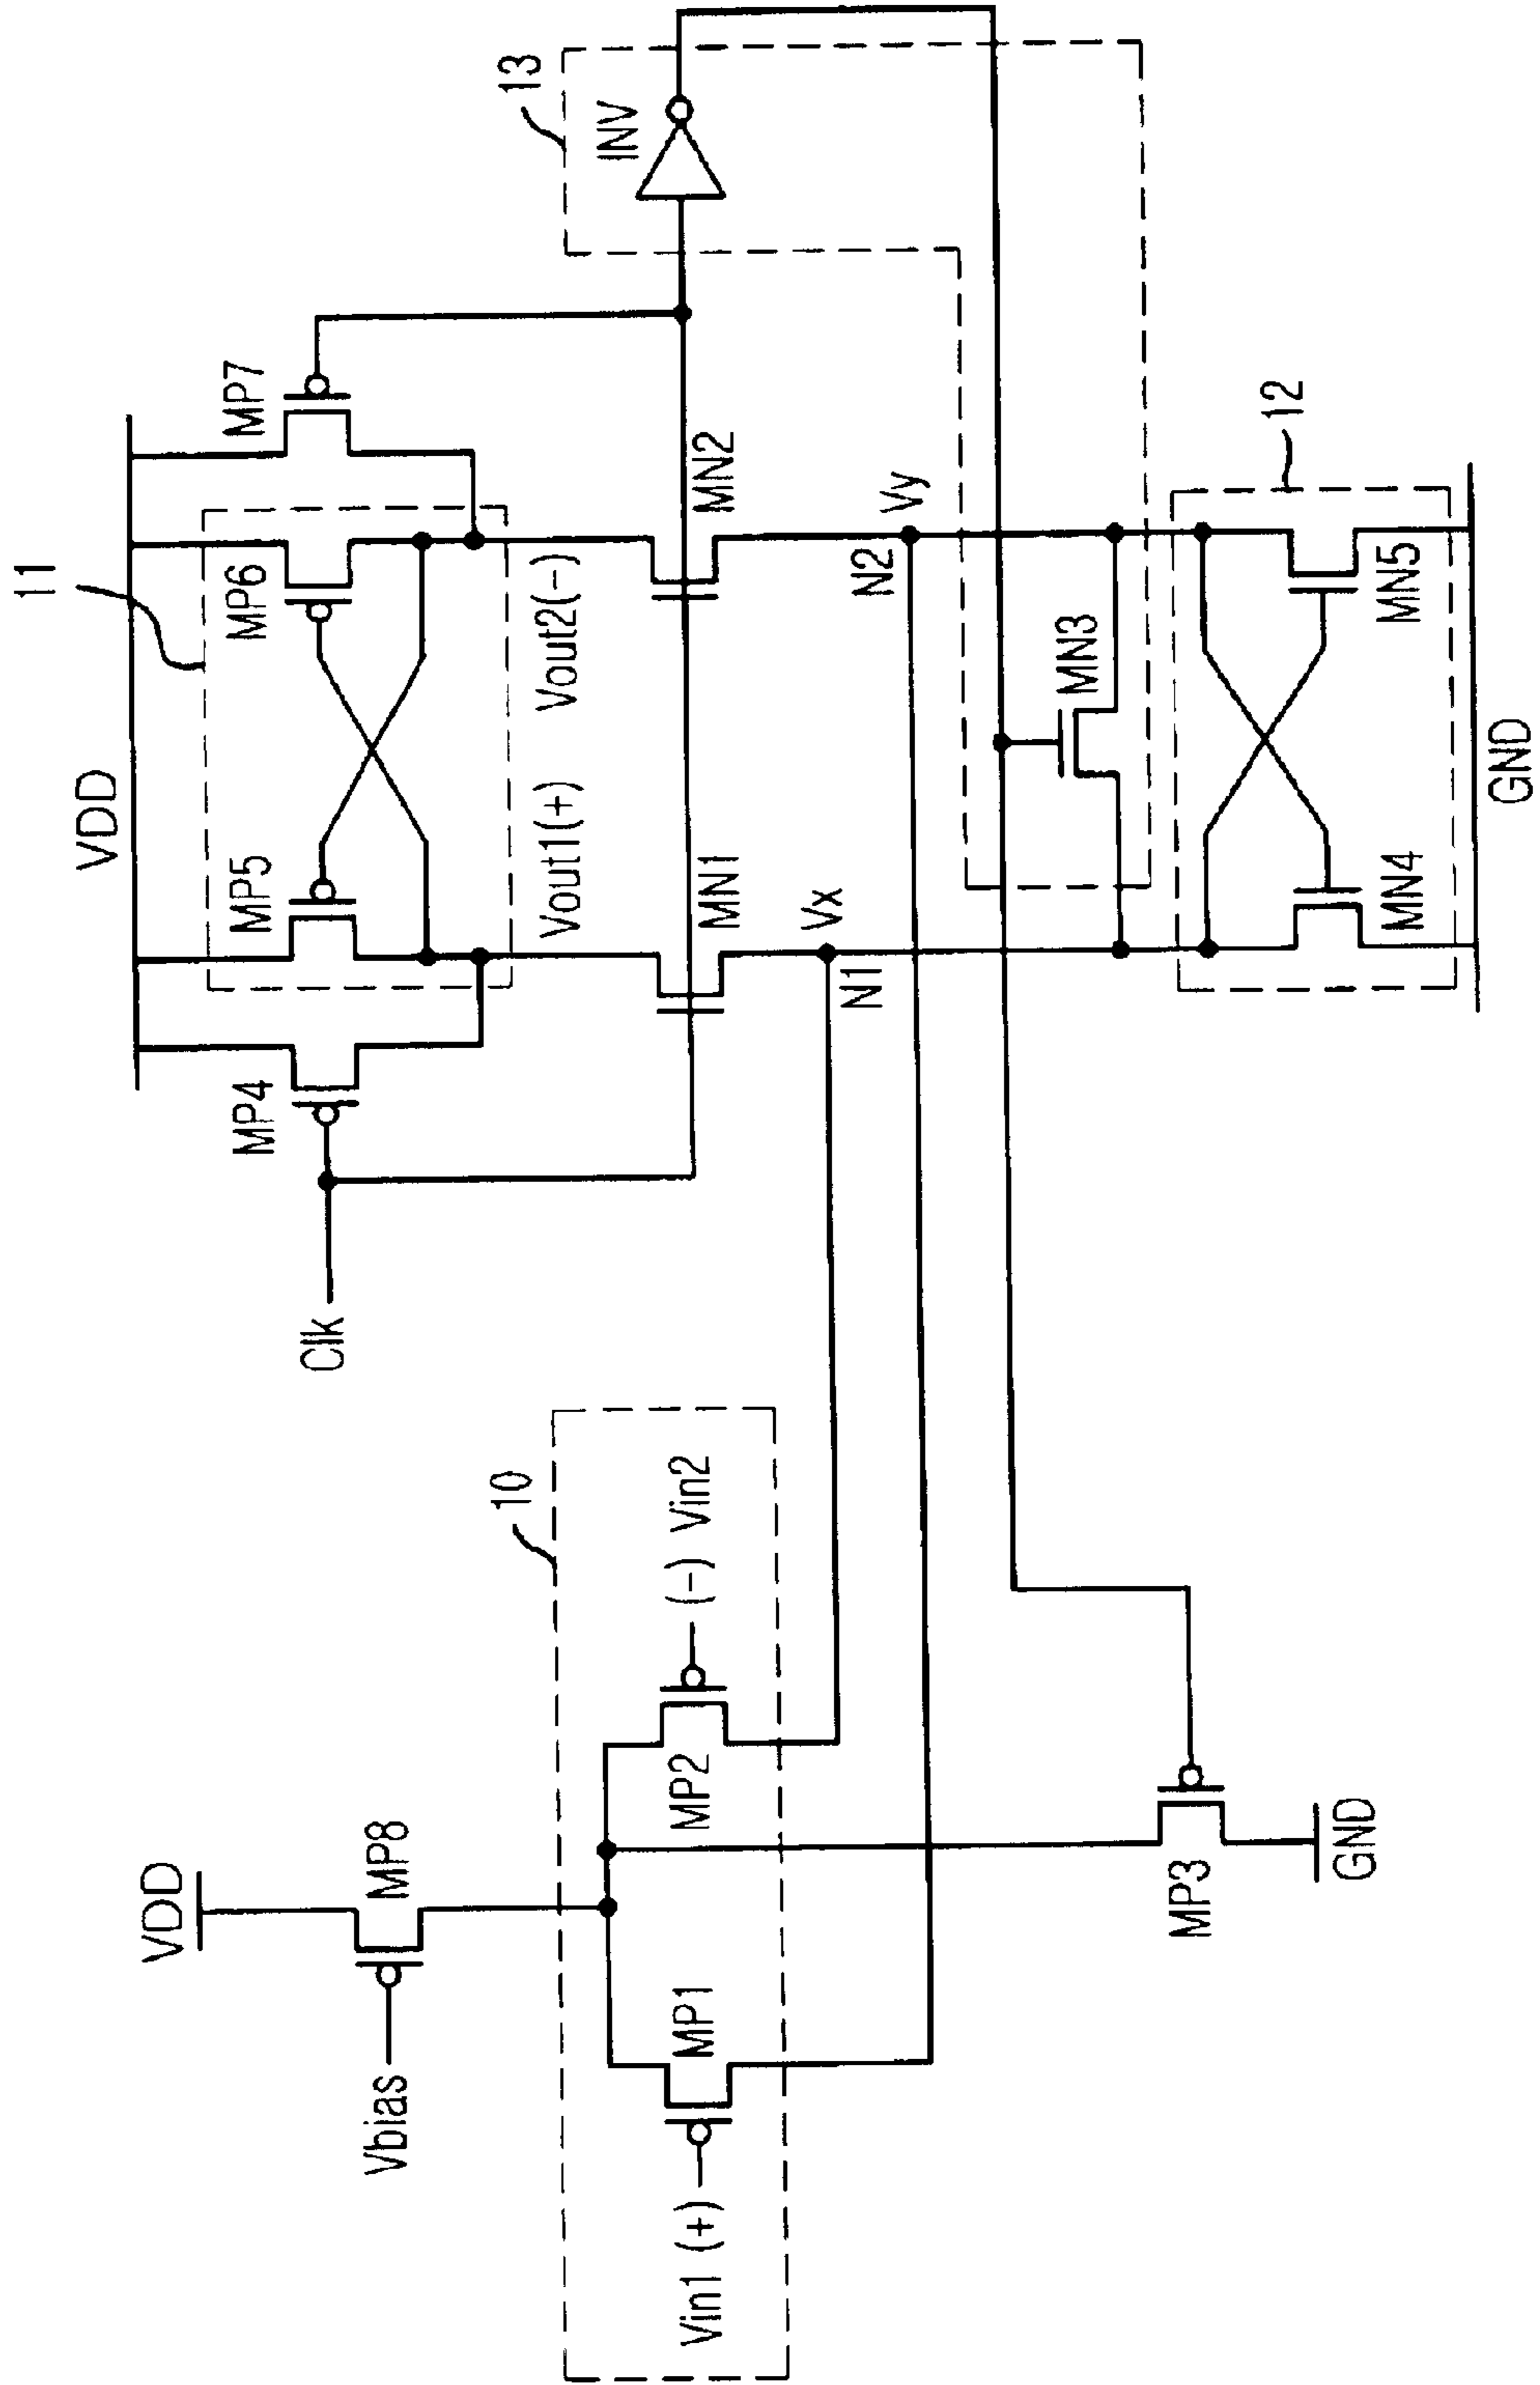 VDD
11
MP4
MP5
MP6
MP7
13
INV
Clk
Vout1(+)
Vout2(-)
MN1
MN2
Vx
N1
N2
Vy
MN3
12
MN4
MN5
GND
VDD
Vbias
MP8
10
Vin1 (+)
MP1
MP2
(-) Vin2
MP3
GND